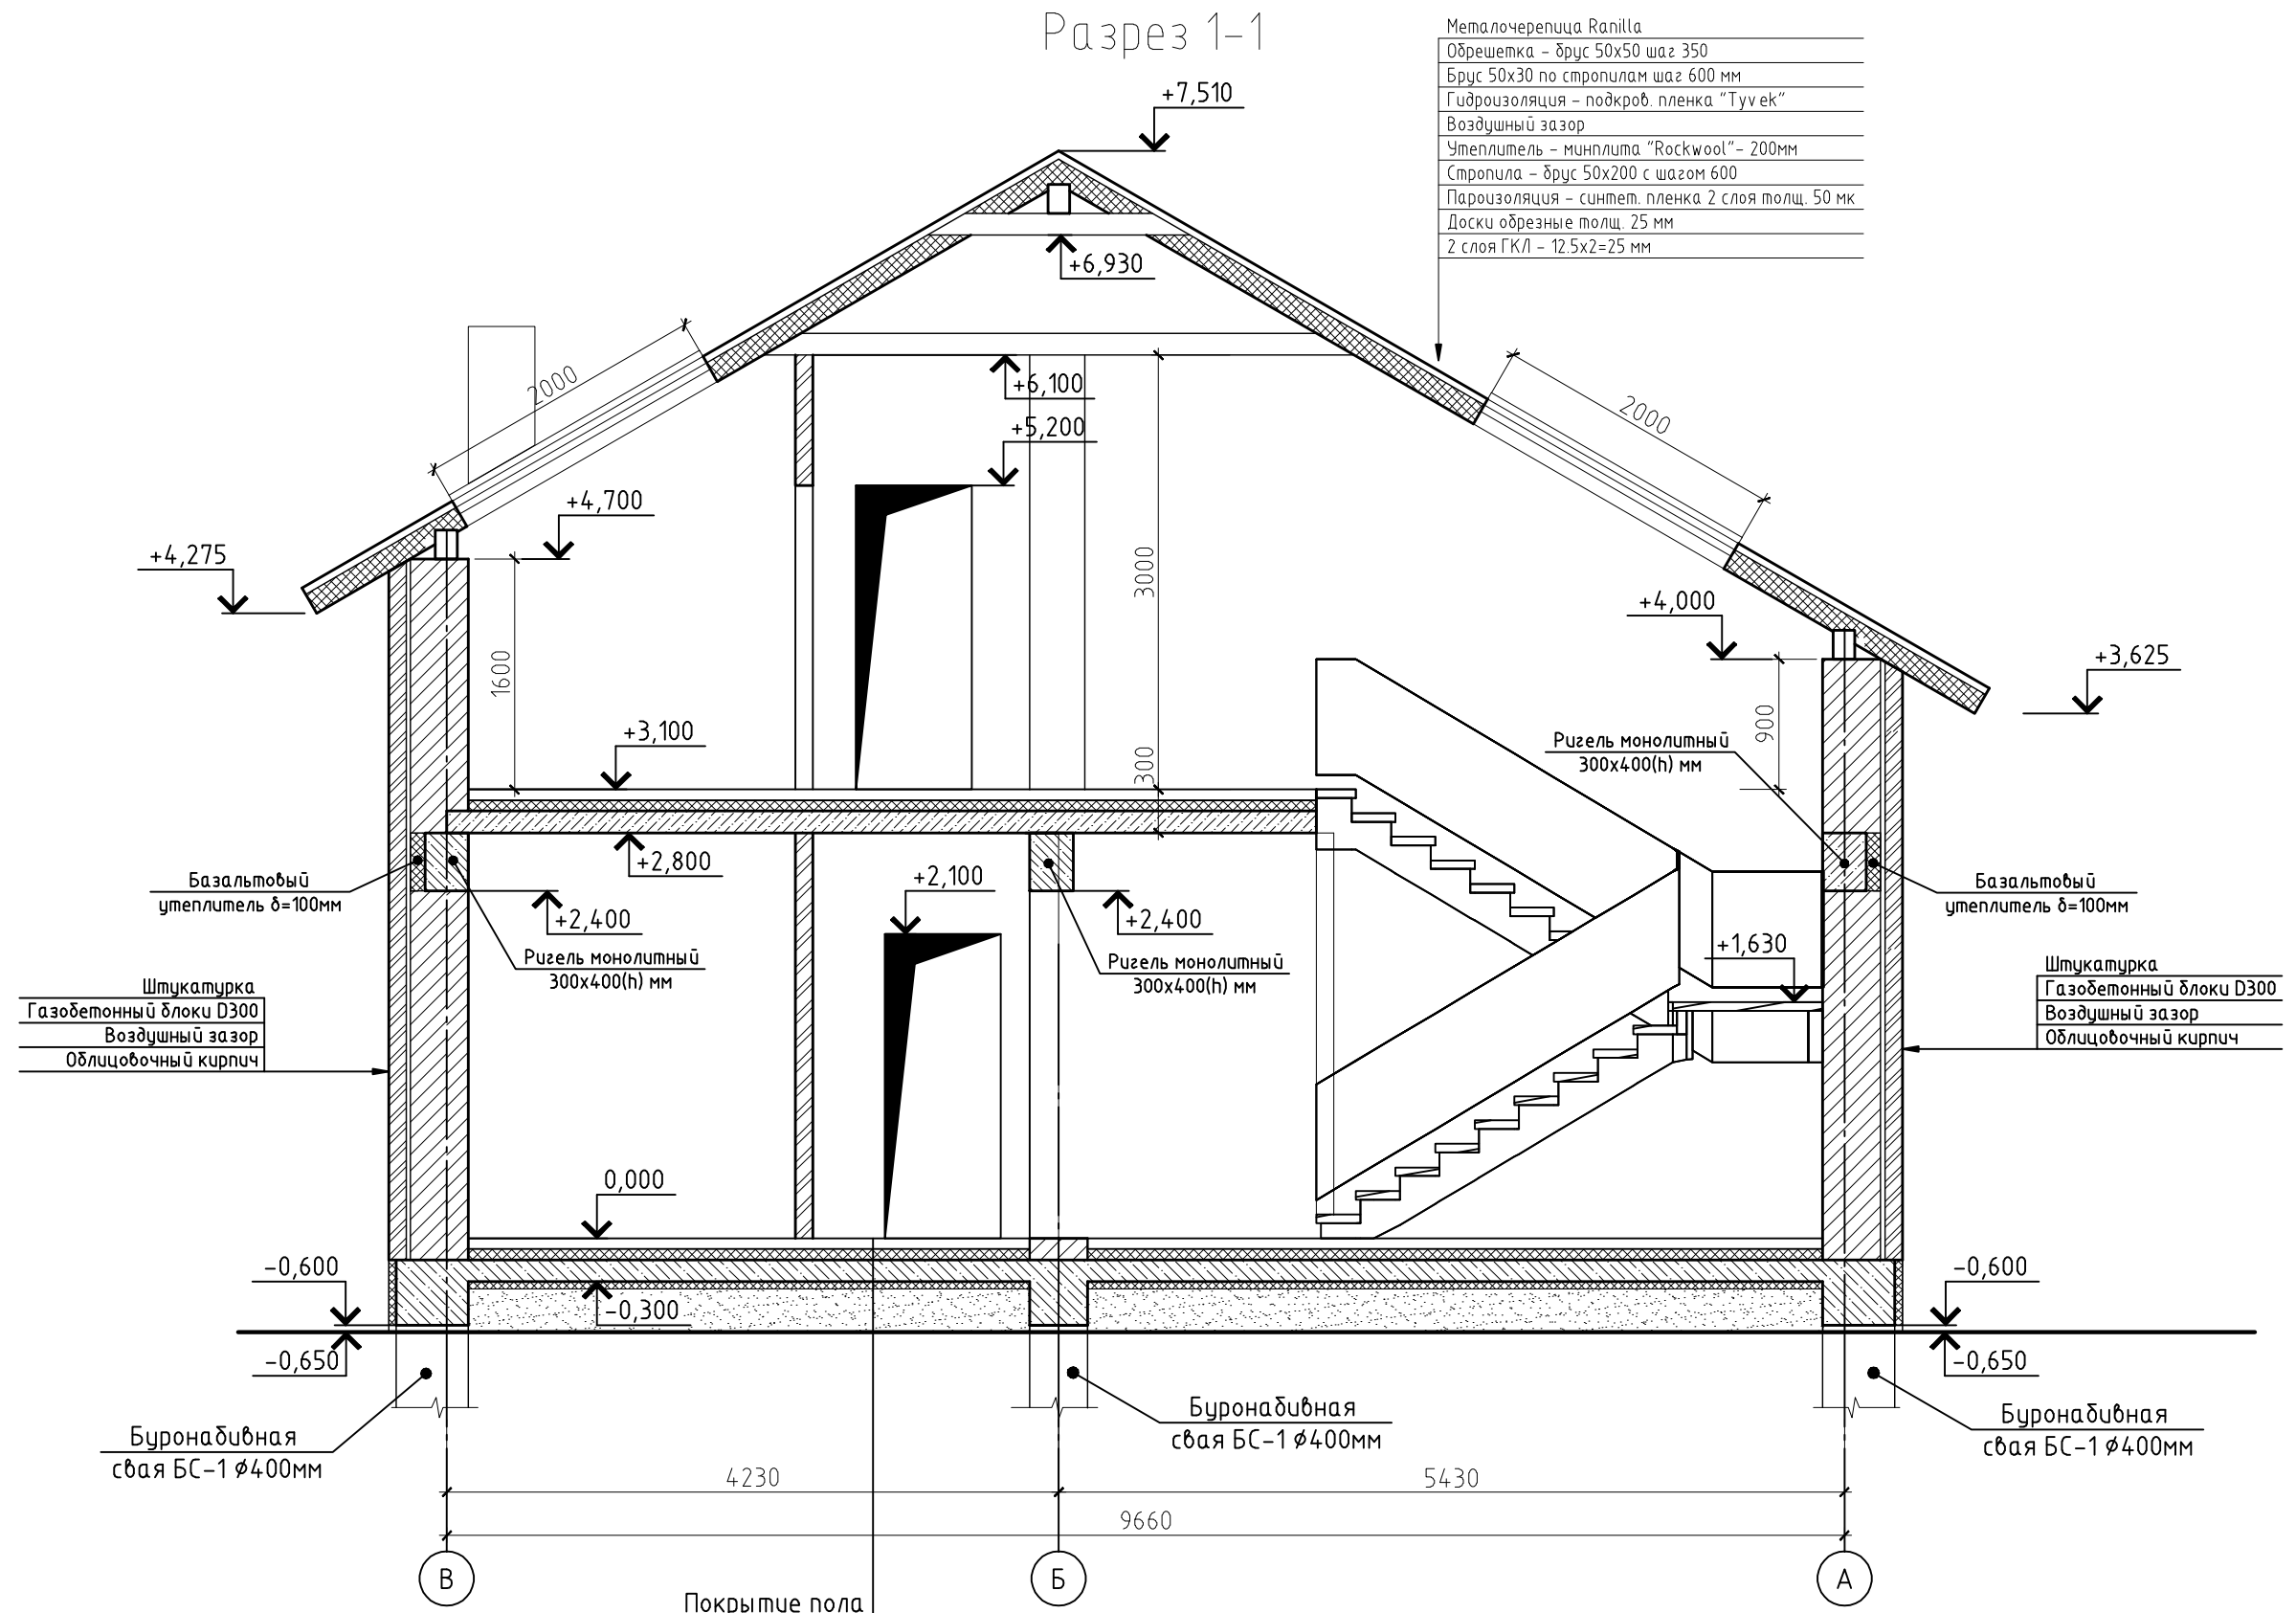 Разрез 1-1
Металочерепица Ranilla
Обрешетка - брус 50х50 шаг 350
Брус 50х30 по стропилам шаг 600 мм
Гидроизоляция - подкров. пленка "Tyvek"
Воздушный зазор
Утеплитель - минплита "Rockwool"- 200мм
Стропила - брус 50х200 с шагом 600
Пароизоляция - синтет. пленка 2 слоя толщ. 50 мк
Доски обрезные толщ. 25 мм
2 слоя ГКЛ - 12.5х2=25 мм
+7,510
+6,930
2000
+6,100
+5,200
2000
+4,700
+4,275
3000
+4,000
+3,625
1600
+3,100
300
900
Ригель монолитный
300х400(h) мм
+2,800
Базальтовый
утеплитель δ=100мм
+2,100
Базальтовый
утеплитель δ=100мм
+2,400
+2,400
+1,630
Ригель монолитный
300х400(h) мм
Ригель монолитный
300х400(h) мм
Штукатурка
Газобетонный блоки D300
Воздушный зазор
Облицовочный кирпич
Штукатурка
Газобетонный блоки D300
Воздушный зазор
Облицовочный кирпич
0,000
-0,600
-0,600
-0,300
-0,650
-0,650
Буронабивная
свая БС-1 ϕ400мм
Буронабивная
свая БС-1 ϕ400мм
Буронабивная
свая БС-1 ϕ400мм
4230
5430
9660
В
Б
А
Покрытие пола